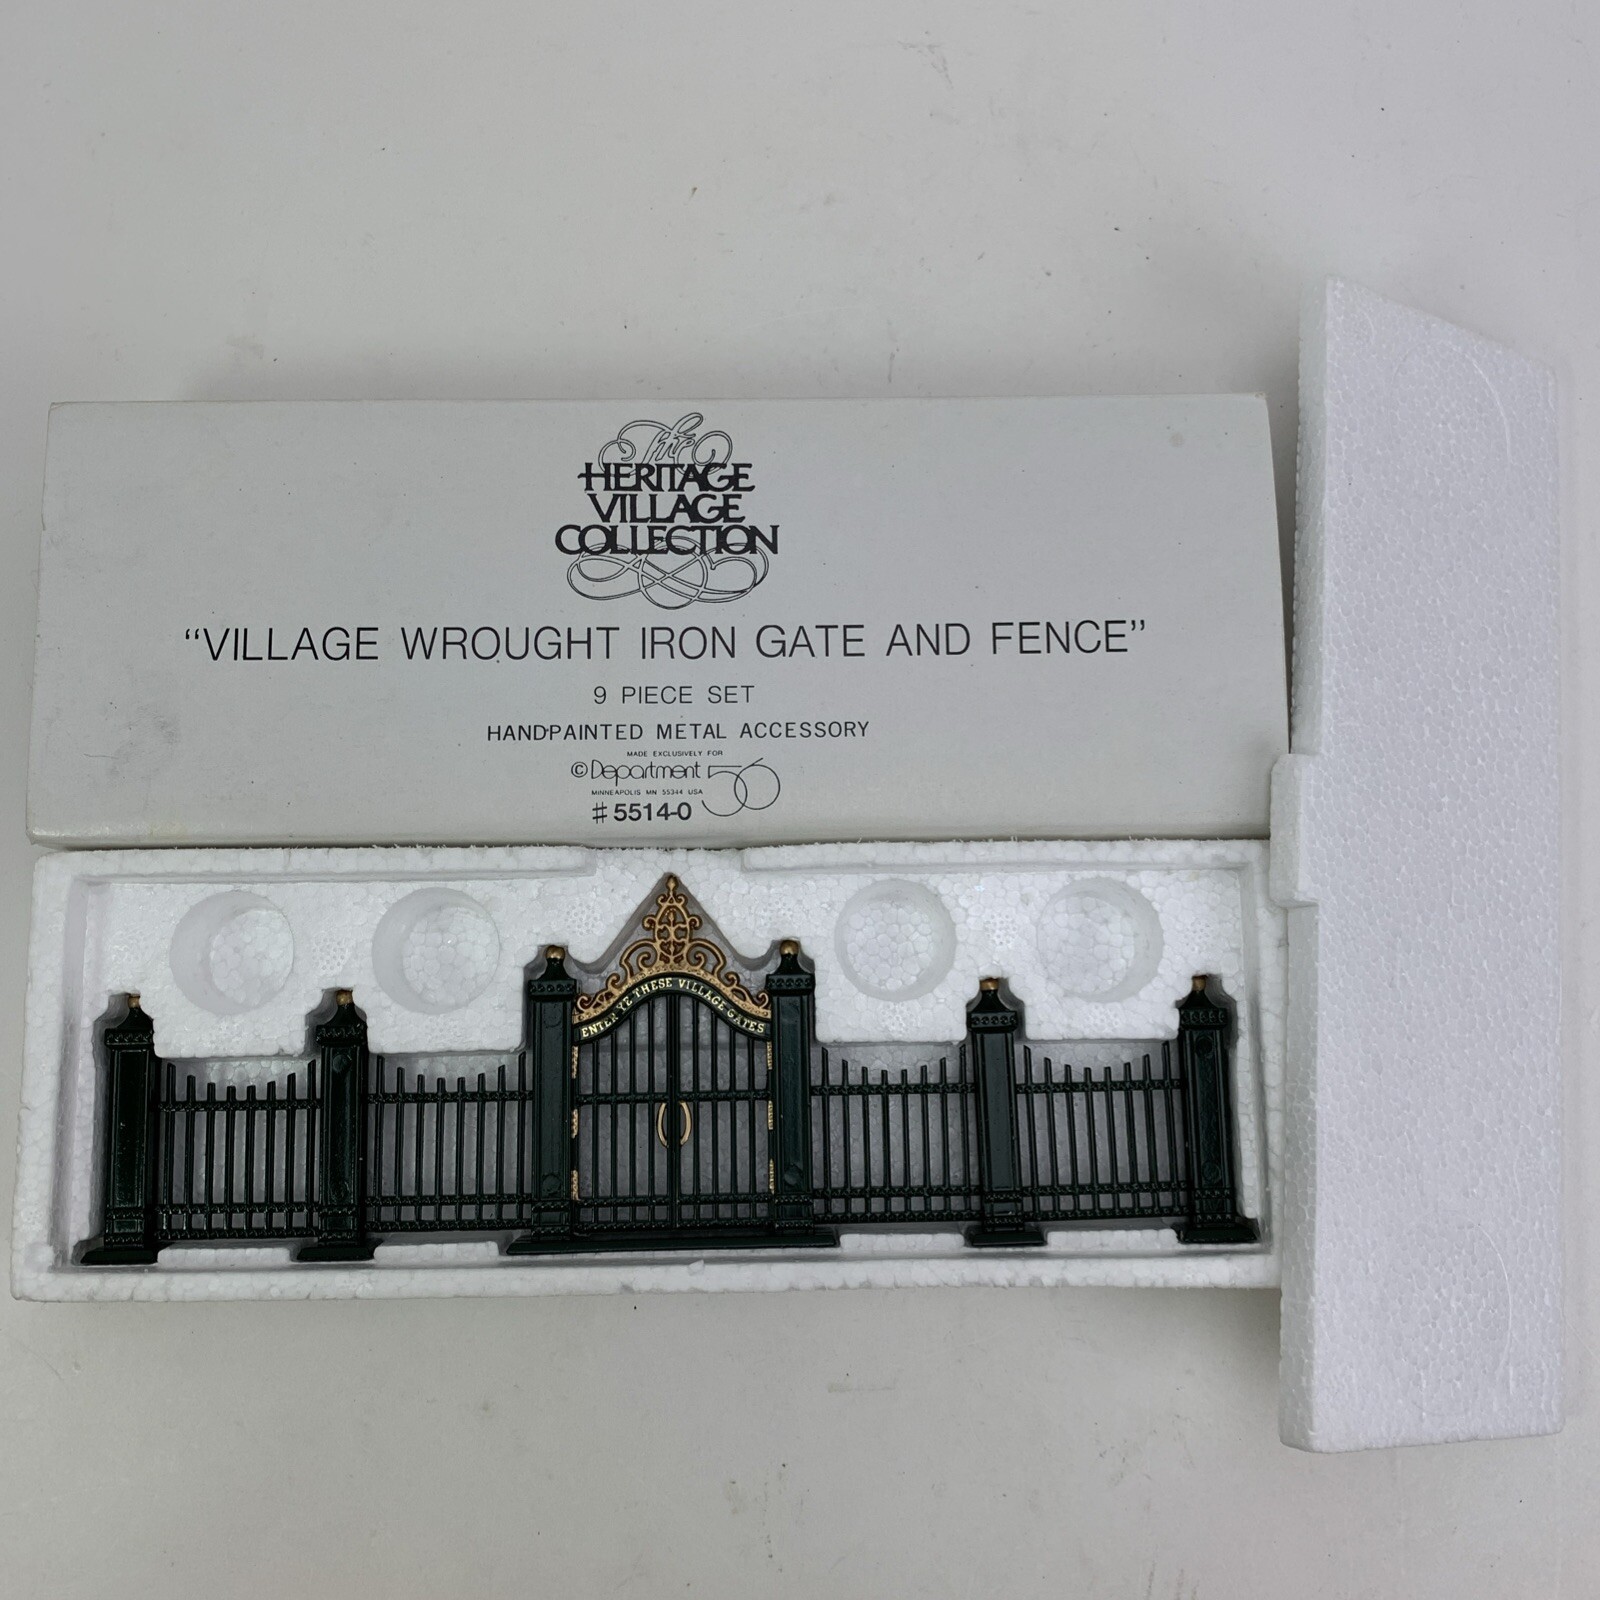 The
HERITAGE
VILLAGE
COLLECTION
“VILLAGE WROUGHT IRON GATE AND FENCE”
9 PIECE SET
HANDPAINTED METAL ACCESSORY
MADE EXCLUSIVELY FOR
©Department 56
MINNEAPOLIS MN 55344 USA
#5514-0
ENTER YE THESE VILLAGE GATES